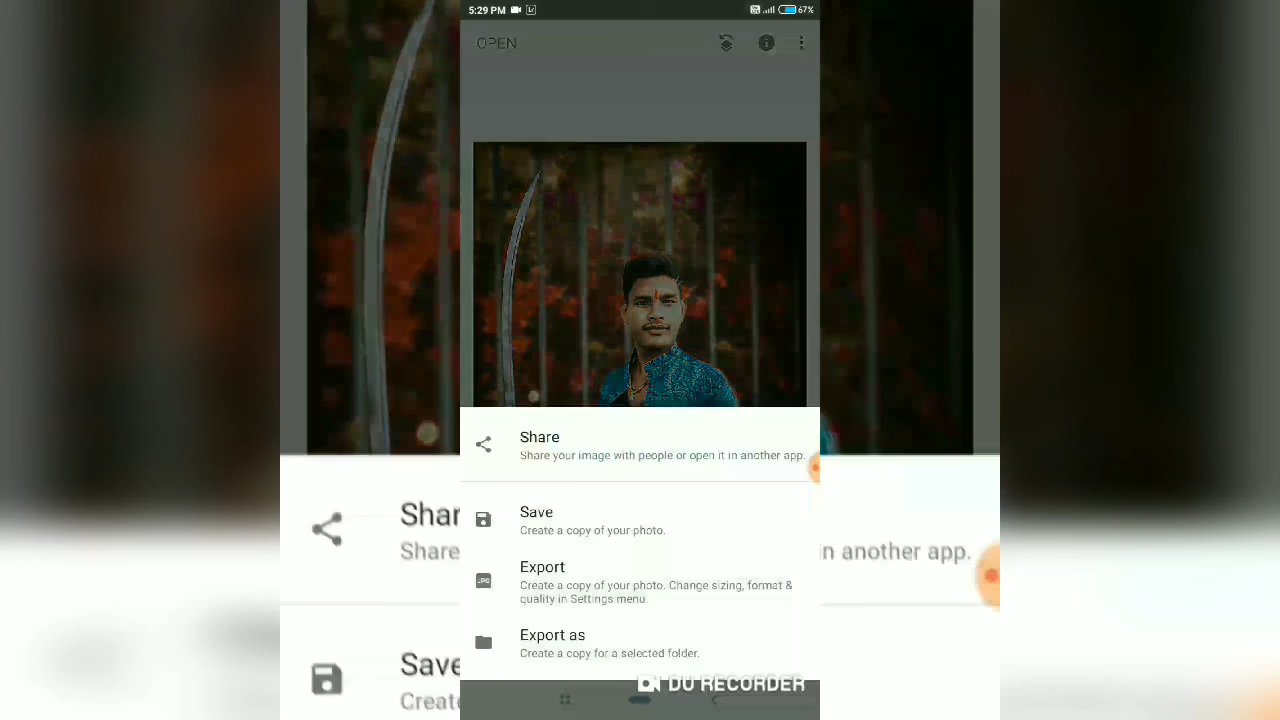 5:29 PM
67%
OPEN
Share
Share your image with people or open it in another app.
Save
Create a copy of your photo.
Export
Create a copy of your photo. Change sizing, format &
quality in Settings menu.
Export as
Create a copy for a selected folder.
DU RECORDER
Shar
Share
in another app.
Save
Create
JPG